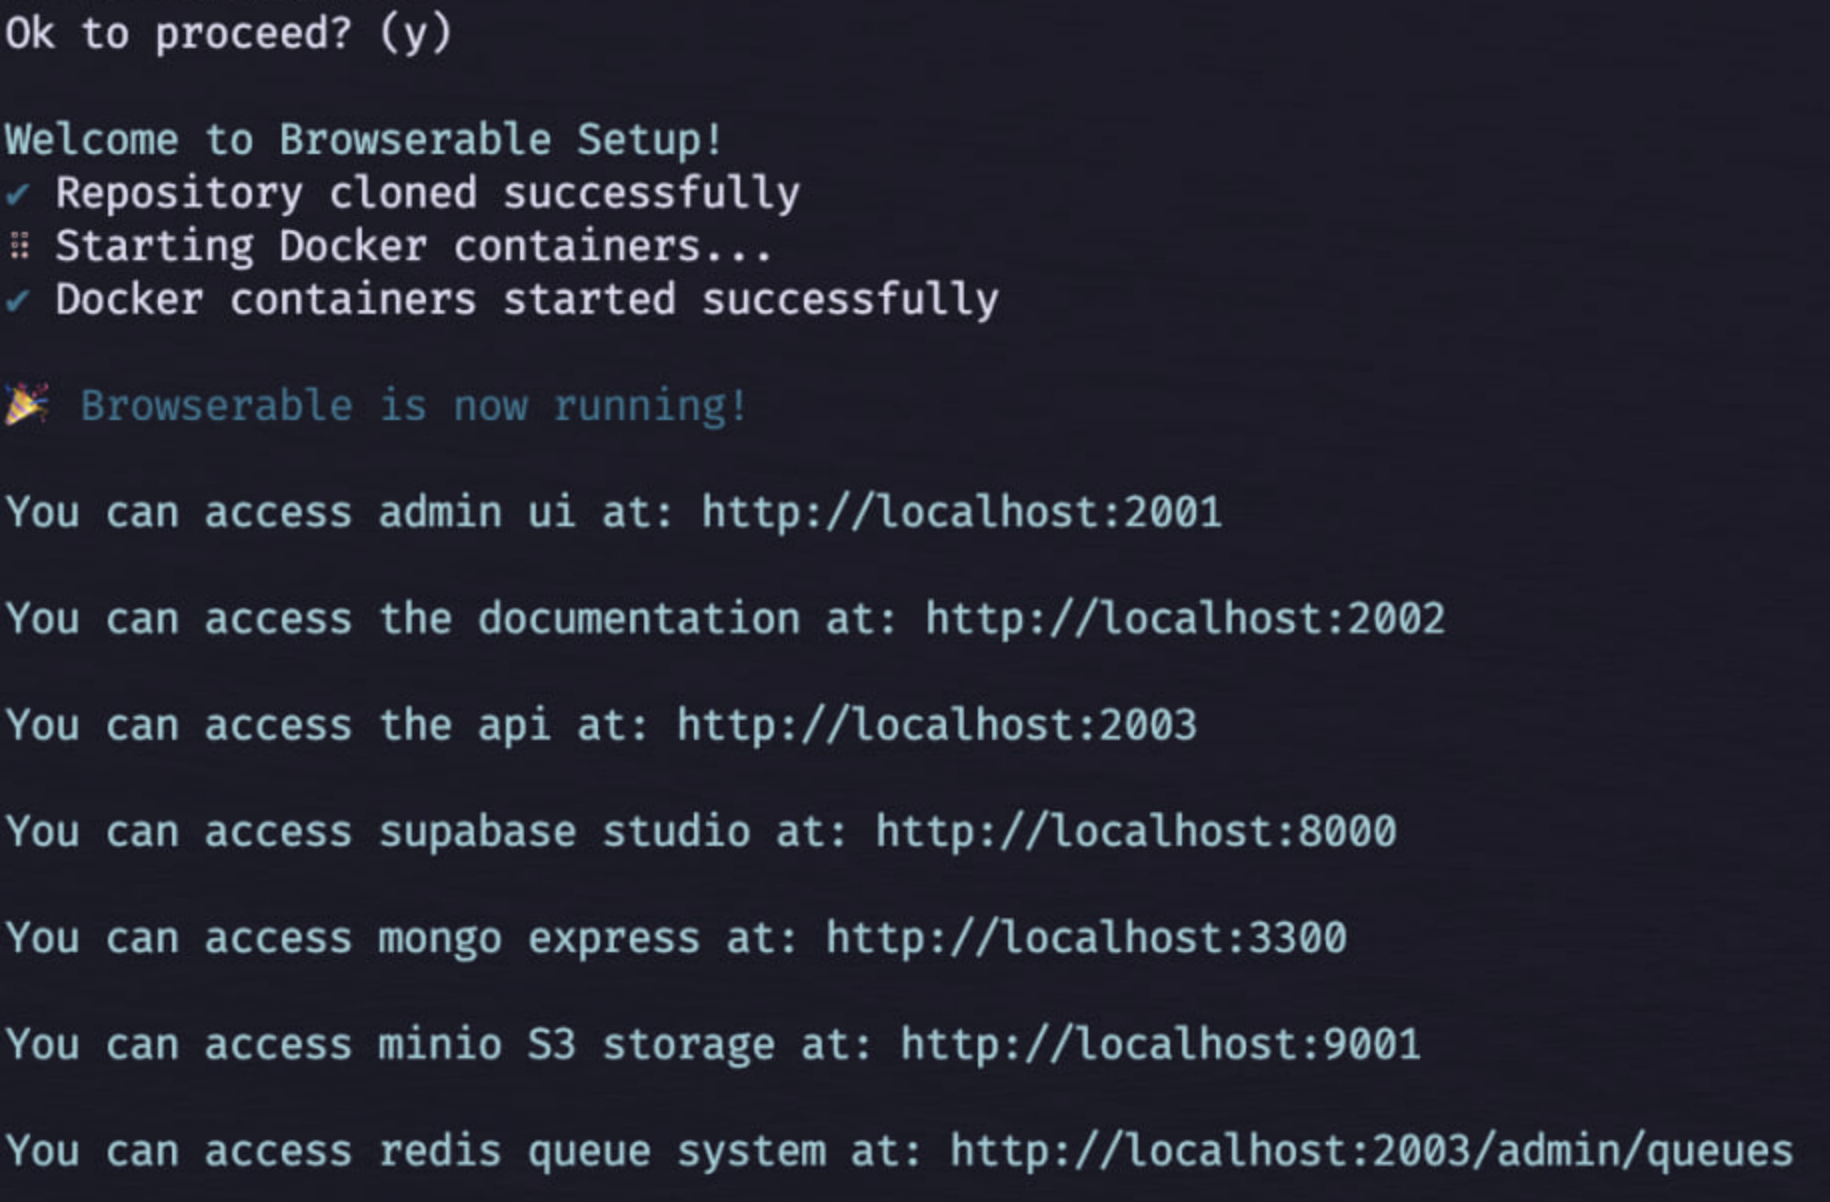 Ok to proceed? (y)
Welcome to Browserable Setup!
✔ Repository cloned successfully
⠿ Starting Docker containers...
✔ Docker containers started successfully
🎉 Browserable is now running!
You can access admin ui at: http://localhost:2001
You can access the documentation at: http://localhost:2002
You can access the api at: http://localhost:2003
You can access supabase studio at: http://localhost:8000
You can access mongo express at: http://localhost:3300
You can access minio S3 storage at: http://localhost:9001
You can access redis queue system at: http://localhost:2003/admin/queues